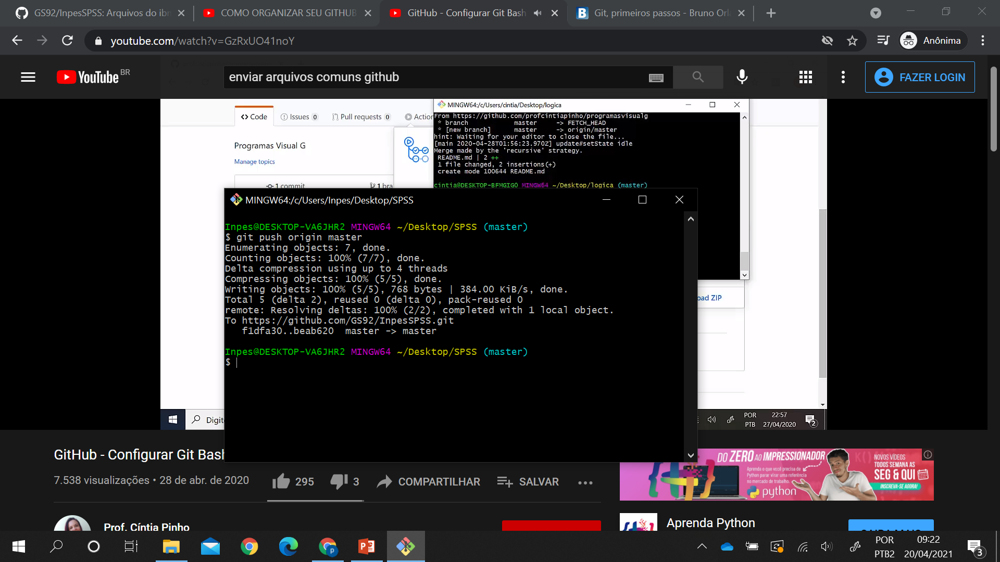 GS92/InpesSPSS: Arquivos do ibm
COMO ORGANIZAR SEU GITHUB
GitHub - Configurar Git Bash
Git, primeiros passos - Bruno Orla
youtube.com/watch?v=GzRxUO41noY
Anônima
YouTube BR
enviar arquivos comuns github
FAZER LOGIN
Code
Issues 0
Pull requests 0
Action
Programas Visual G
Manage topics
1 commit
1 bra
MINGW64:/c/Users/cintia/Desktop/logica
From https://github.com/profcintiapinho/programasvisualg
* branch master -> FETCH_HEAD
* [new branch] master -> origin/master
hint: Waiting for your editor to close the file...
[main 2020-04-28T01:56:23.970Z] update#setState idle
Merge made by the 'recursive' strategy.
README.md | 2 ++
1 file changed, 2 insertions(+)
create mode 100644 README.md
cintia@DESKTOP-BFMGIGO MINGW64 ~/Desktop/logica (master)
MINGW64:/c/Users/Inpes/Desktop/SPSS
Inpes@DESKTOP-VA6JHR2 MINGW64 ~/Desktop/SPSS (master)
$ git push origin master
Enumerating objects: 7, done.
Counting objects: 100% (7/7), done.
Delta compression using up to 4 threads
Compressing objects: 100% (5/5), done.
Writing objects: 100% (5/5), 768 bytes | 384.00 KiB/s, done.
Total 5 (delta 2), reused 0 (delta 0), pack-reused 0
remote: Resolving deltas: 100% (2/2), completed with 1 local object.
To https://github.com/GS92/InpesSPSS.git
f1dfa30..beab620 master -> master
Inpes@DESKTOP-VA6JHR2 MINGW64 ~/Desktop/SPSS (master)
$
oad ZIP
Digit
POR
PTB
22:57
27/04/2020
2
GitHub - Configurar Git Bash
7.538 visualizações • 28 de abr. de 2020
295
3
COMPARTILHAR
SALVAR
DO ZERO AO IMPRESSIONADOR
Aprenda o que você precisa de
Python para virar uma referência
no mercado de trabalho.
python
NOVOS VÍDEOS
TODOS SEMANA AS
SEG & QUI
INSCREVA-SE AGORA!
Prof. Cíntia Pinho
Aprenda Python
POR
PTB2
09:22
20/04/2021
3